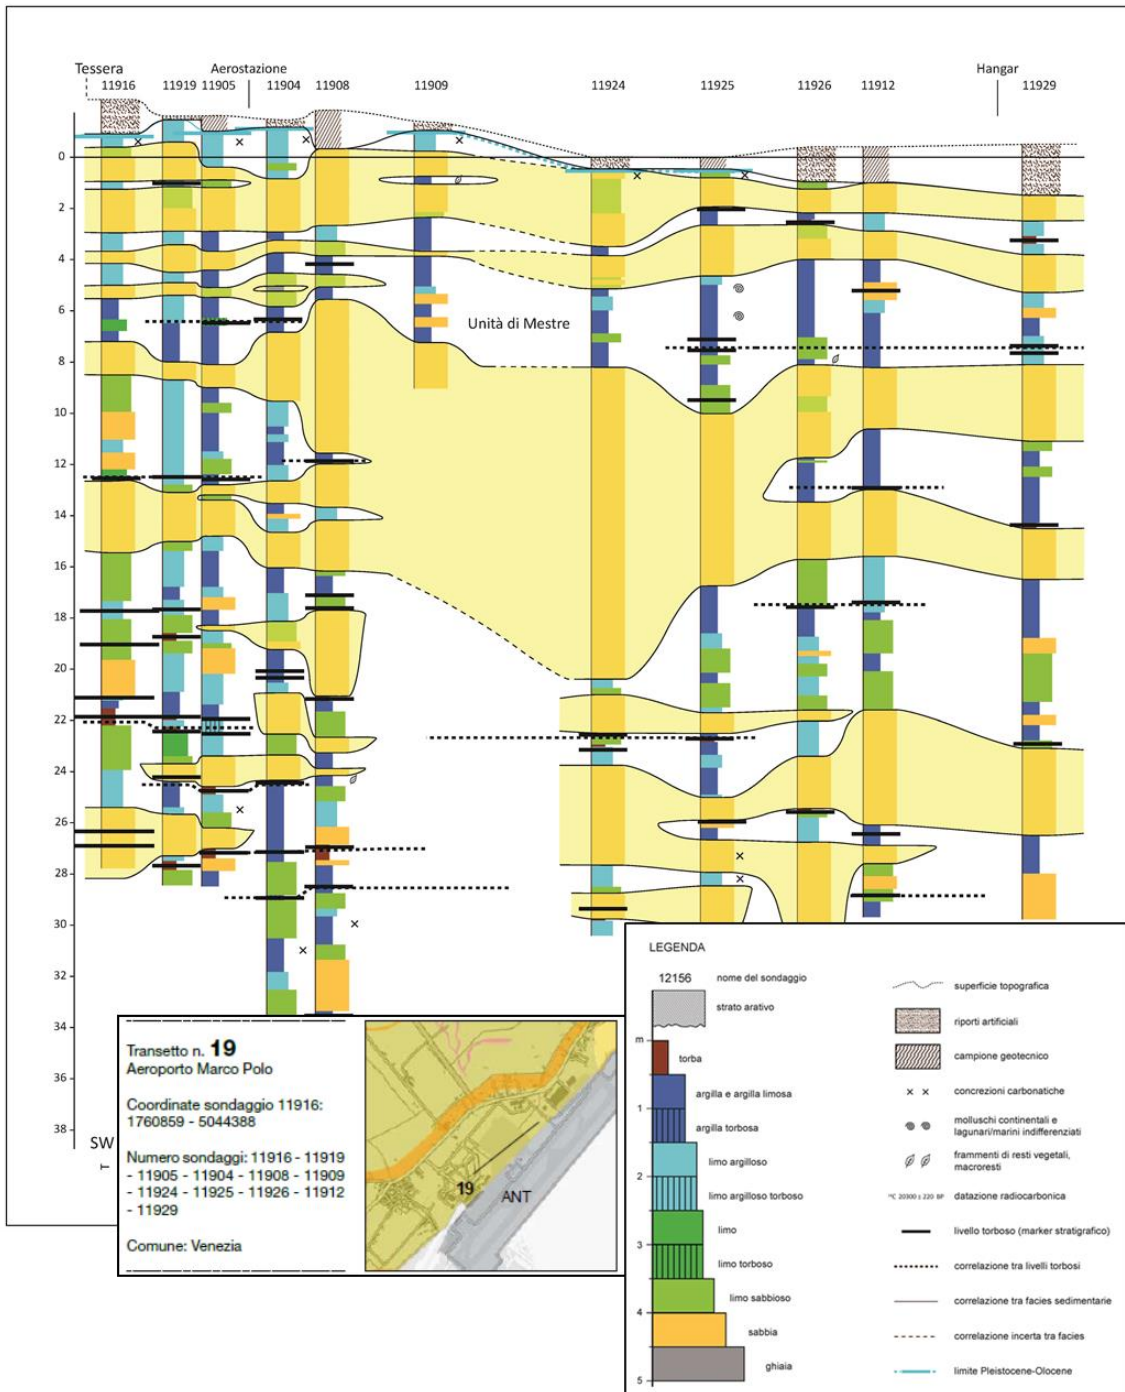 Tessera Aerostazione Hangar
11916 11919 11905 11904 11908 11909 11924 11925 11926 11912 11929
0
2
4
Unità di Mestre
6
8
10
12
14
16
18
20
22
24
26
28
30
32
34
36
38
SW
T
Transetto n. 19
Aeroporto Marco Polo
Coordinate sondaggio 11916:
1760859 - 5044388
Numero sondaggi: 11916 - 11919
- 11905 - 11904 - 11908 - 11909
- 11924 - 11925 - 11926 - 11912
- 11929
Comune: Venezia
19
ANT
LEGENDA
12156 nome del sondaggio
strato arativo
m
torba
argilla e argilla limosa
1
argilla torbosa
limo argilloso
2
limo argilloso torboso
limo
3
limo torboso
limo sabbioso
4
sabbia
ghiaia
5
superficie topografica
riporti artificiali
campione geotecnico
x x concrezioni carbonatiche
molluschi continentali e
lagunari/marini indifferenziati
frammenti di resti vegetali,
macroresti
¹⁴C 20300 ± 220 BP datazione radiocarbonica
livello torboso (marker stratigrafico)
correlazione tra livelli torbosi
correlazione tra facies sedimentarie
correlazione incerta tra facies
limite Pleistocene-Olocene